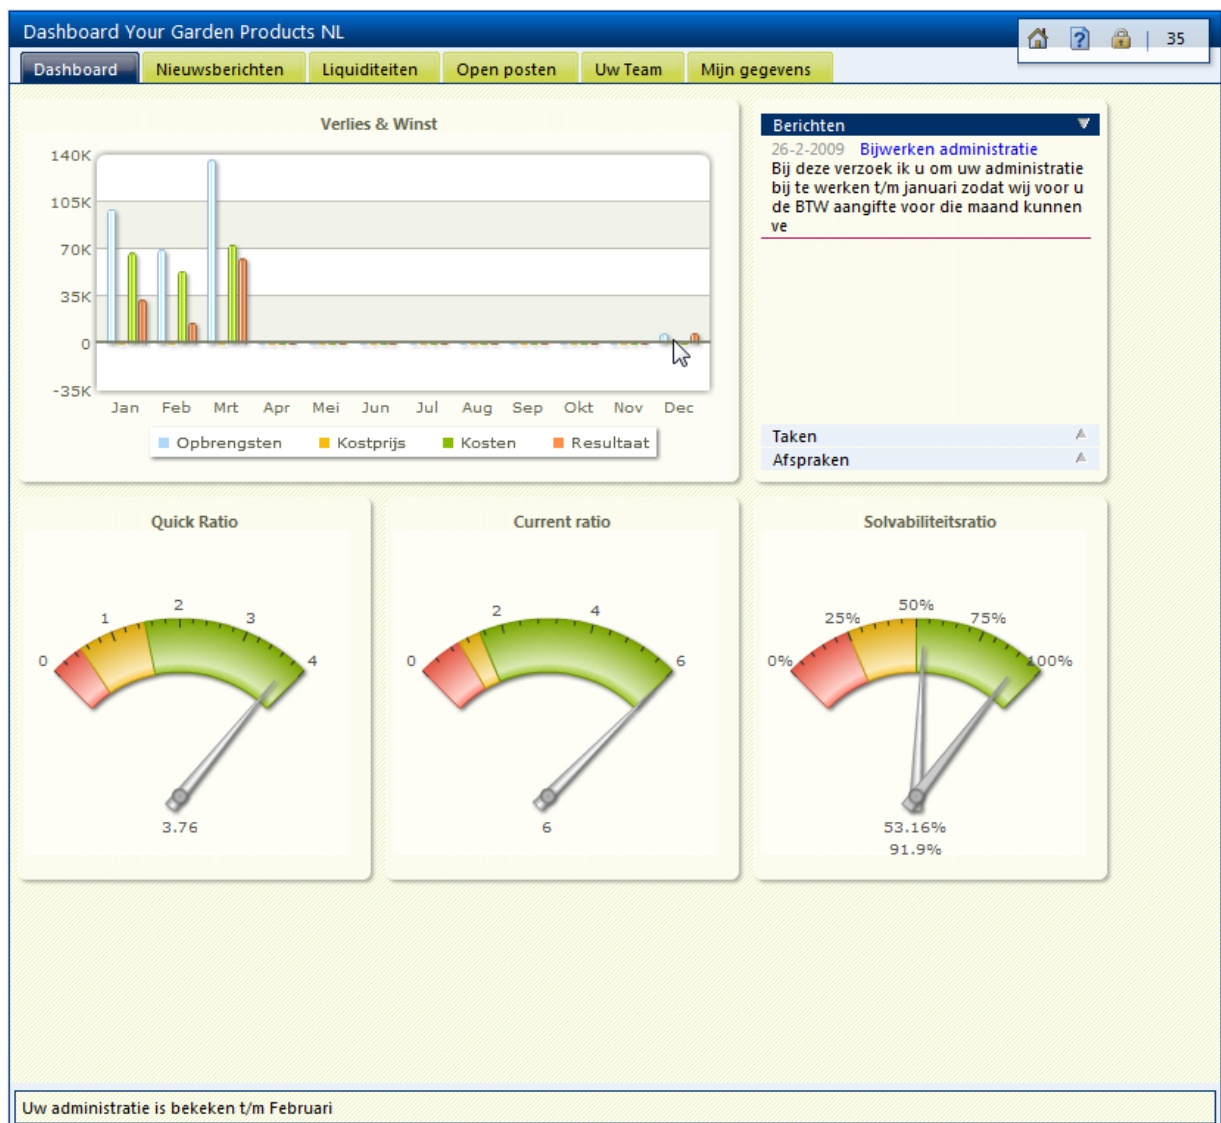 Dashboard Your Garden Products NL
35
Dashboard Nieuwsberichten Liquiditeiten Open posten Uw Team Mijn gegevens
Verlies & Winst
140K
105K
70K
35K
0
-35K
Jan Feb Mrt Apr Mei Jun Jul Aug Sep Okt Nov Dec
Opbrengsten Kostprijs Kosten Resultaat
Berichten
26-2-2009 Bijwerken administratie
Bij deze verzoek ik u om uw administratie
bij te werken t/m januari zodat wij voor u
de BTW aangifte voor die maand kunnen
ve
Taken
Afspraken
Quick Ratio
0 1 2 3 4
3.76
Current ratio
0 2 4 6
6
Solvabiliteitsratio
0% 25% 50% 75% 100%
53.16%
91.9%
Uw administratie is bekeken t/m Februari